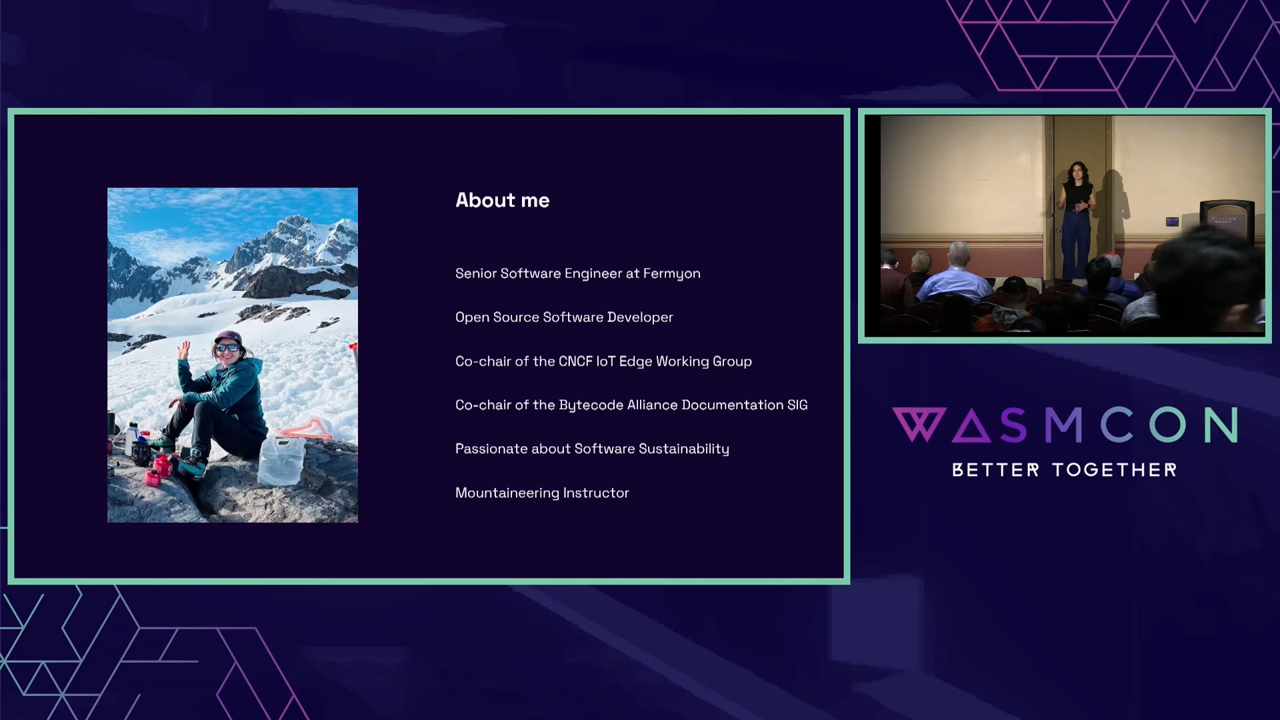 About me
Senior Software Engineer at Fermyon
Open Source Software Developer
Co-chair of the CNCF IoT Edge Working Group
Co-chair of the Bytecode Alliance Documentation SIG
Passionate about Software Sustainability
Mountaineering Instructor
WASMCON
BETTER TOGETHER